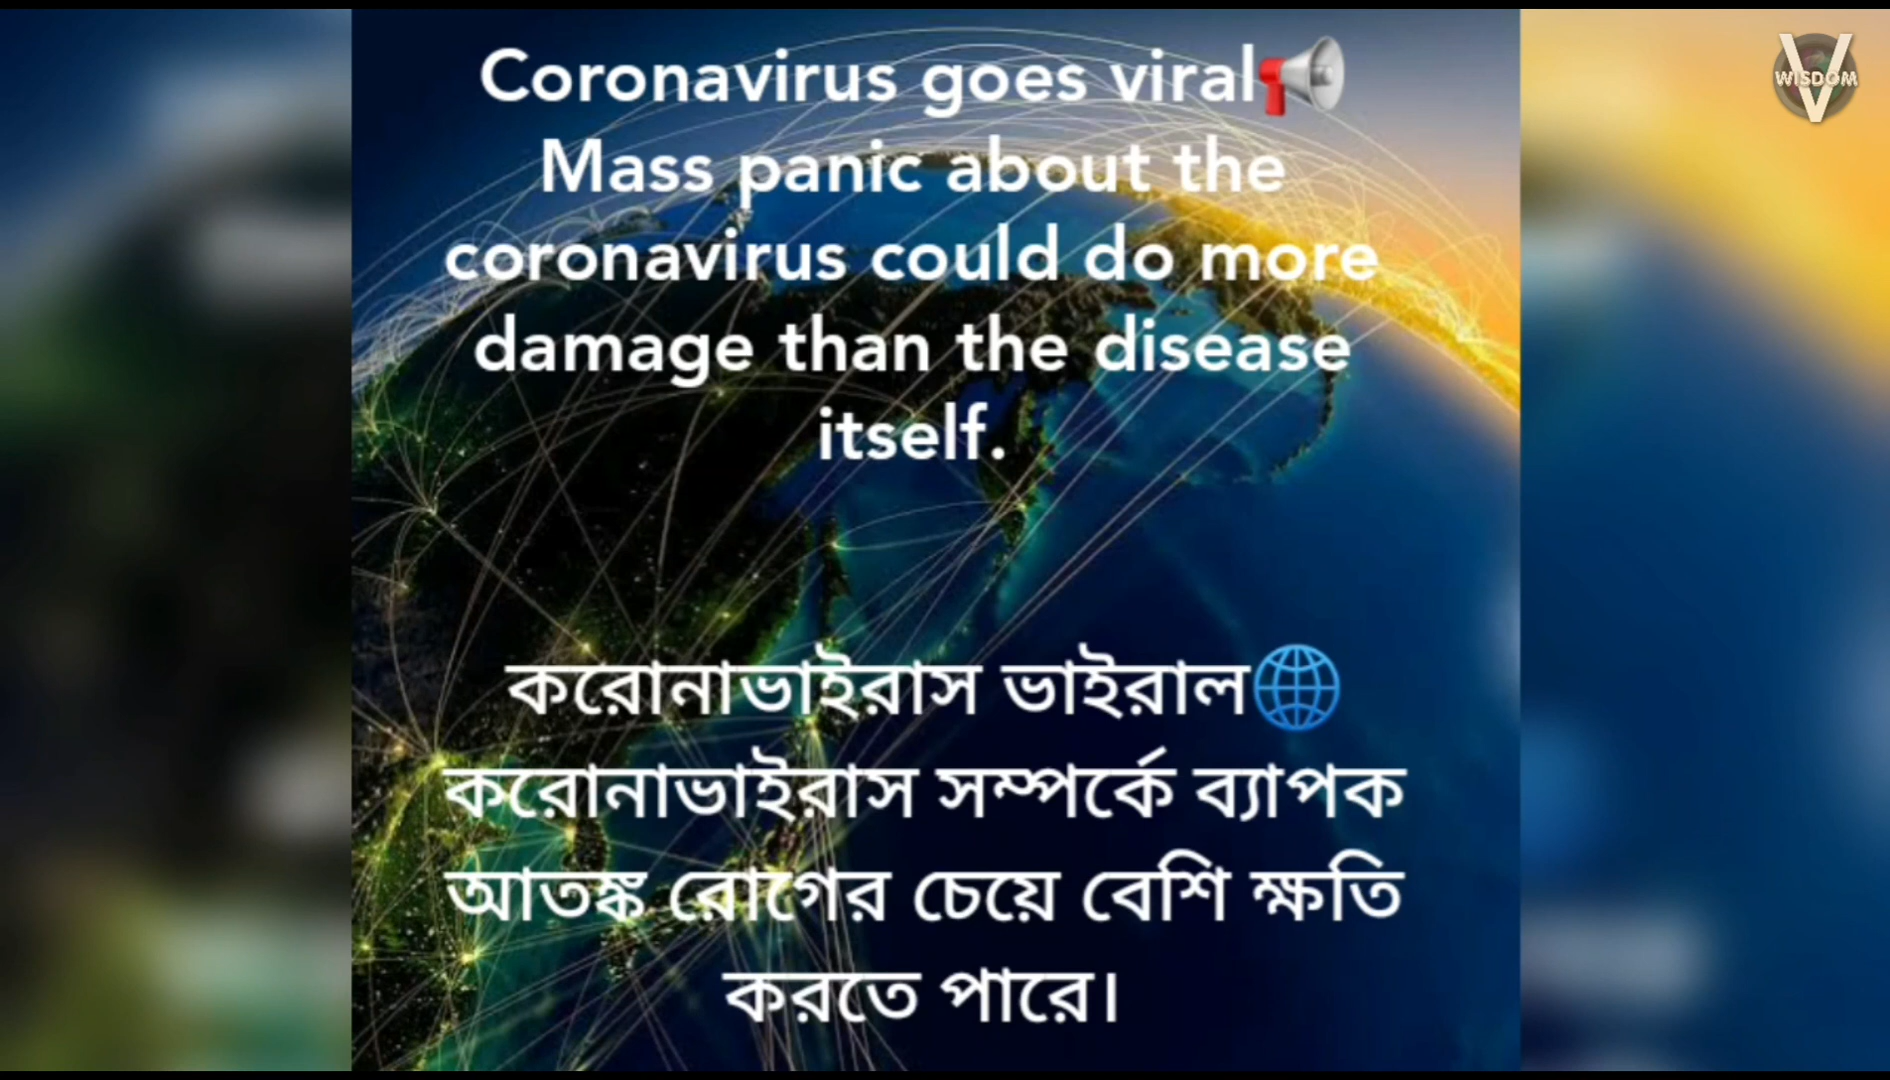 Coronavirus goes viral📢
Mass panic about the
coronavirus could do more
damage than the disease
itself.
করোনাভাইরাস ভাইরাল🌐
করোনাভাইরাস সম্পর্কে ব্যাপক
আতঙ্ক রোগের চেয়ে বেশি ক্ষতি
করতে পারে।
V
WISDOM